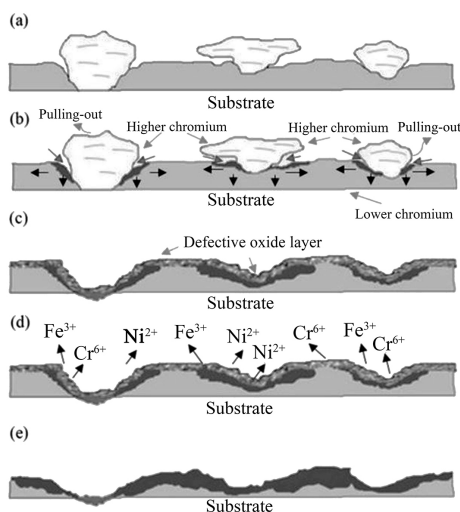 (a)
Substrate
(b)
Pulling-out
Higher chromium
Higher chromium
Pulling-out
Lower chromium
Substrate
(c)
Defective oxide layer
Substrate
(d)
Fe³⁺
Cr⁶⁺
Ni²⁺
Fe³⁺
Ni²⁺
Ni²⁺
Cr⁶⁺
Fe³⁺
Cr⁶⁺
Substrate
(e)
Substrate